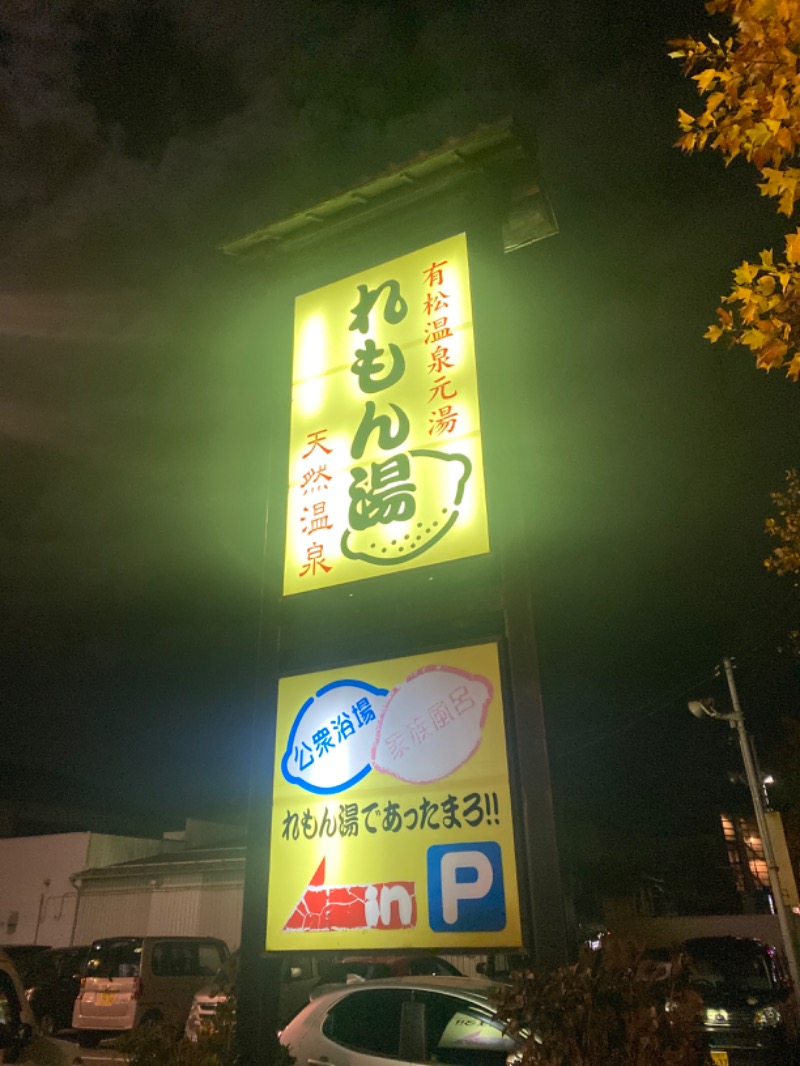 有松温泉元湯
れもん湯
天然温泉
公衆浴場
家族風呂
れもん湯であったまろ!!
in
P